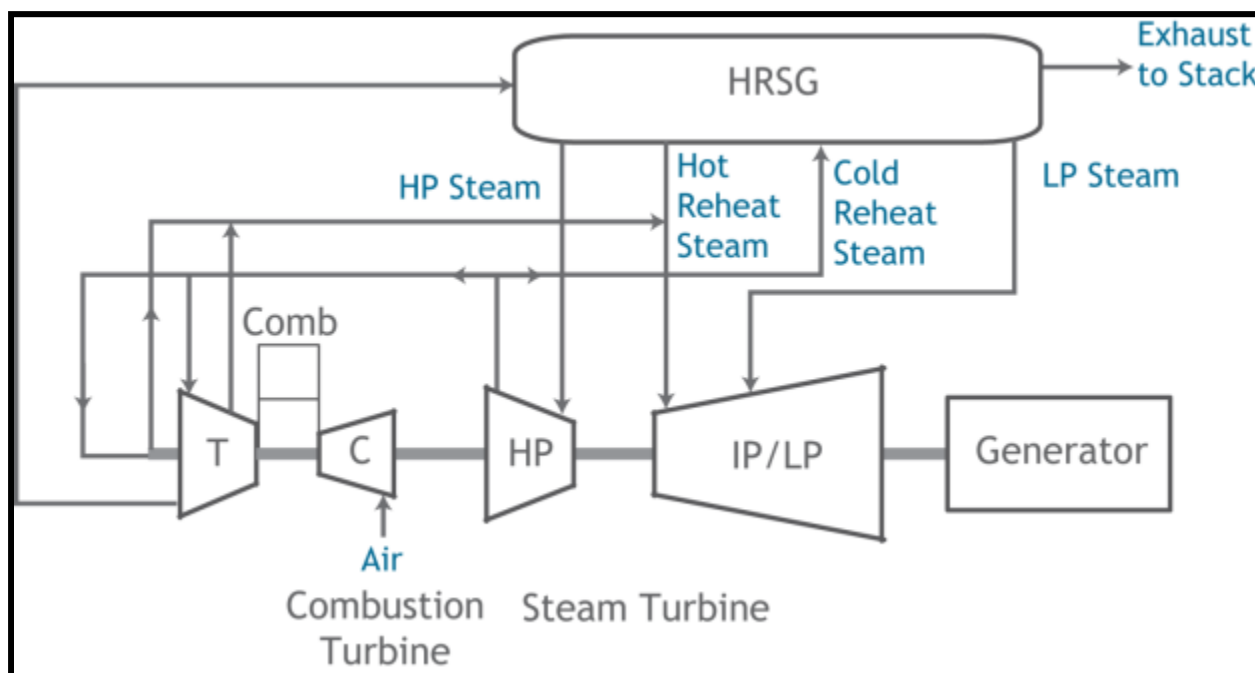 Exhaust
to Stack
HRSG
HP Steam
Hot
Reheat
Steam
Cold
Reheat
Steam
LP Steam
Comb
T
C
HP
IP/LP
Generator
Air
Combustion
Turbine
Steam Turbine